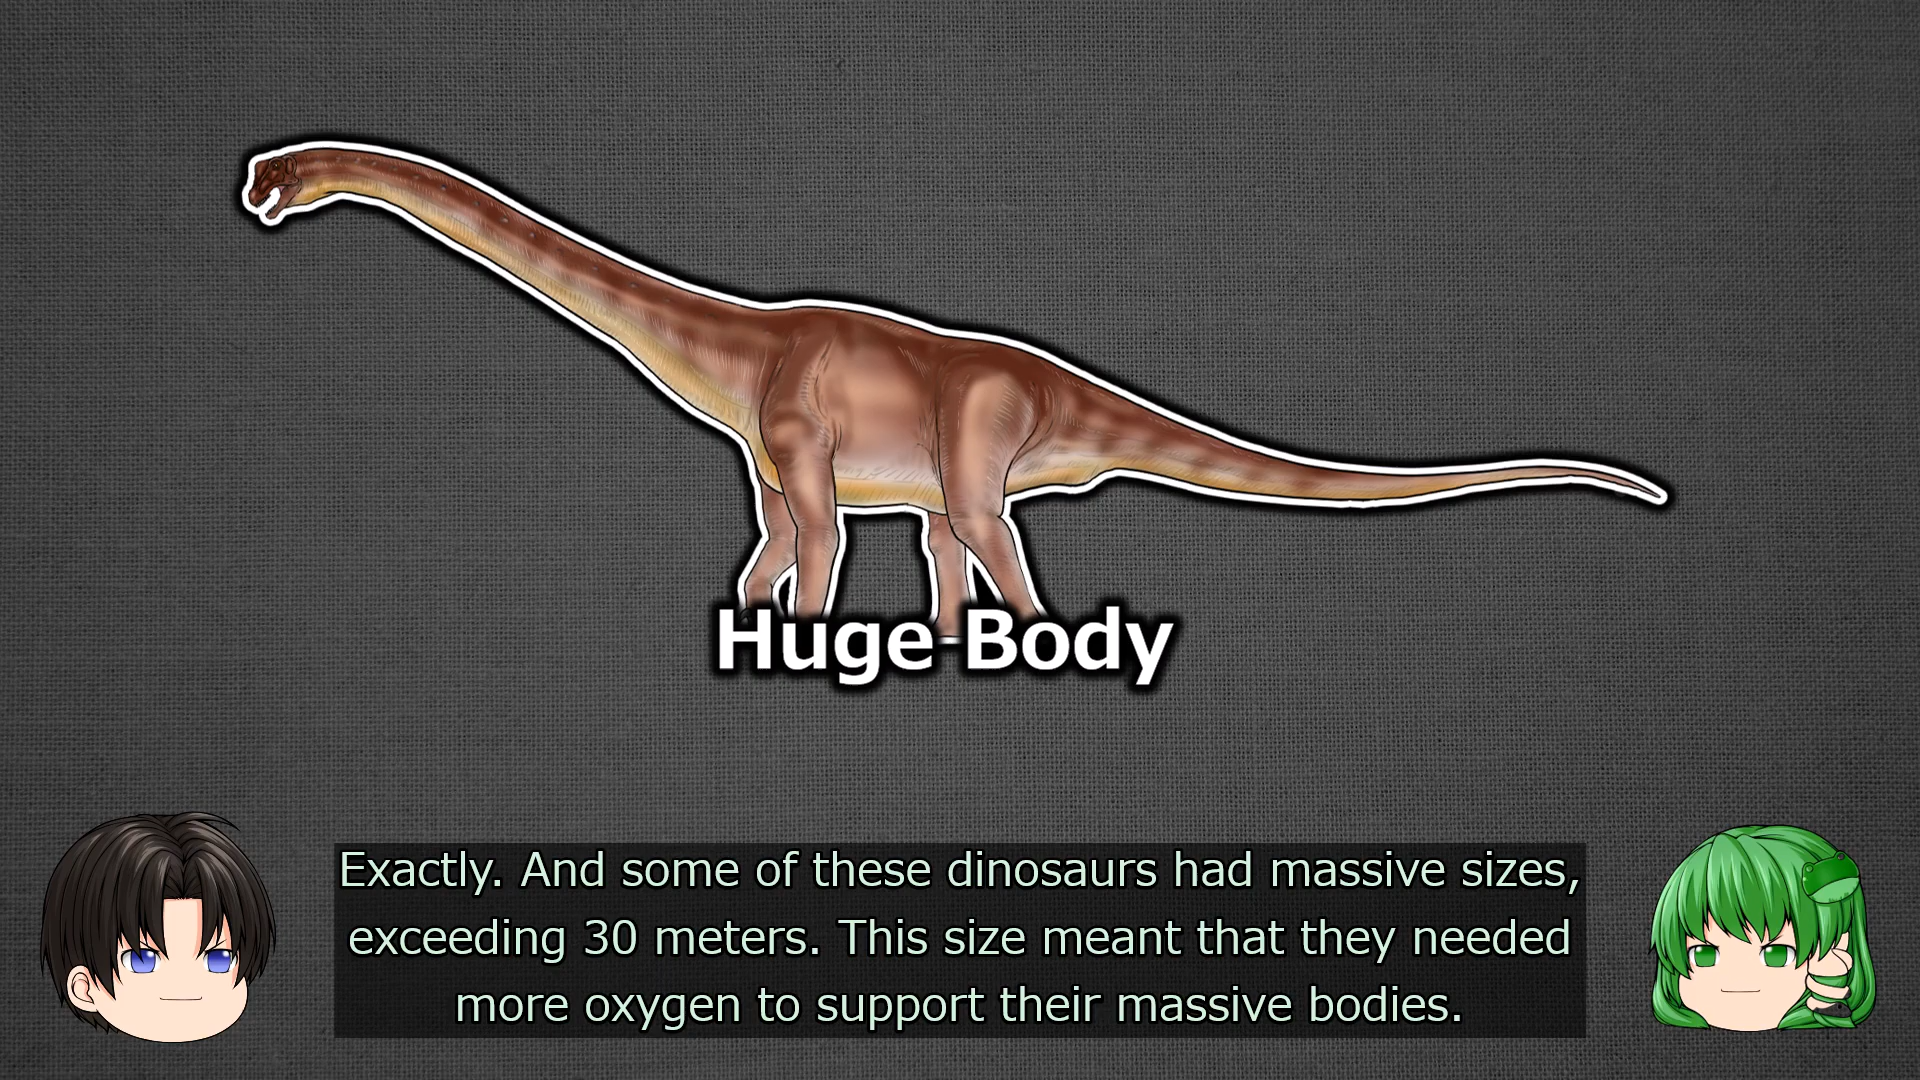 Huge Body
Exactly. And some of these dinosaurs had massive sizes,
exceeding 30 meters. This size meant that they needed
more oxygen to support their massive bodies.